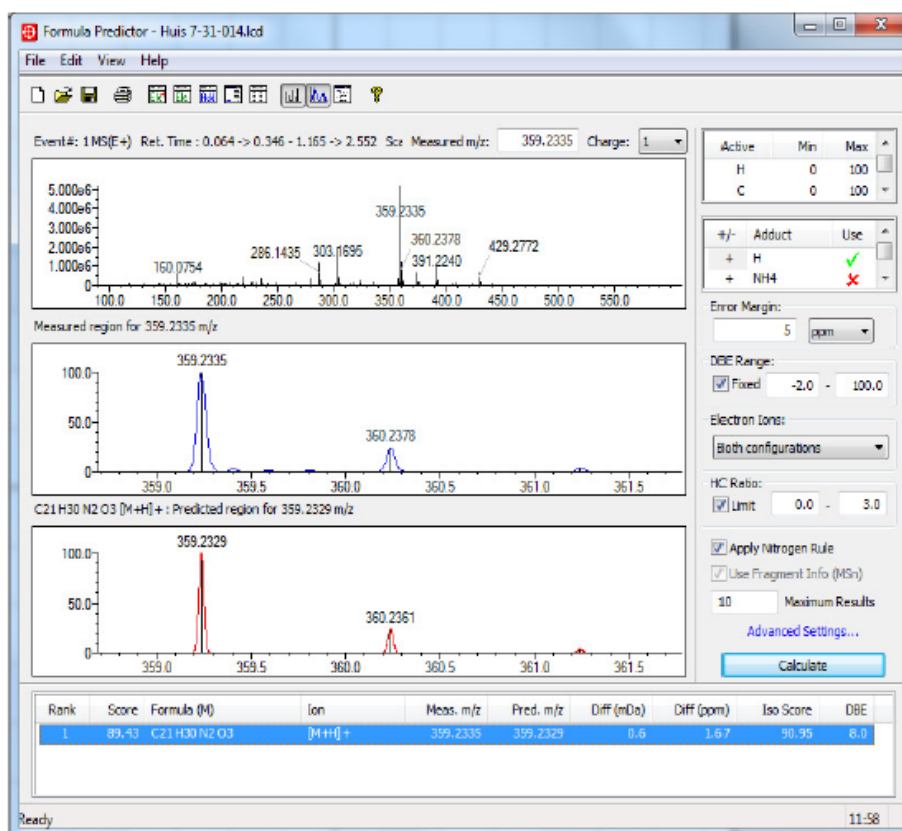 Formula Predictor - Huis 7-31-014.lcd
File Edit View Help
Event#: 1 MS(E+) Ret. Time : 0.064 -> 0.346 - 1.165 -> 2.552 Sca Measured m/z: 359.2335 Charge: 1
5.000e6
4.000e6
3.000e6
2.000e6
1.000e6
0
160.0754
286.1435
303.1695
359.2335
360.2378
391.2240
429.2772
100.0 150.0 200.0 250.0 300.0 350.0 400.0 450.0 500.0 550.0
Measured region for 359.2335 m/z
100.0
50.0
0
359.2335
360.2378
359.0 359.5 360.0 360.5 361.0 361.5
C21 H30 N2 O3 [M+H]+ : Predicted region for 359.2329 m/z
100.0
50.0
0
359.2329
360.2361
359.0 359.5 360.0 360.5 361.0 361.5
Active Min Max
H 0 100
C 0 100
+/- Adduct Use
+ H
+ NH4
Error Margin:
5 ppm
DBE Range:
Fixed -2.0 - 100.0
Electron Ions:
Both configurations
HC Ratio:
Limit 0.0 - 3.0
Apply Nitrogen Rule
Use Fragment Info (MSn)
10 Maximum Results
Advanced Settings...
Calculate
Rank Score Formula (M) Ion Meas. m/z Pred. m/z Diff (mDa) Diff (ppm) Iso Score DBE
1 89.43 C21 H30 N2 O3 [M+H]+ 359.2335 359.2329 0.6 1.67 90.95 8.0
Ready 11:58